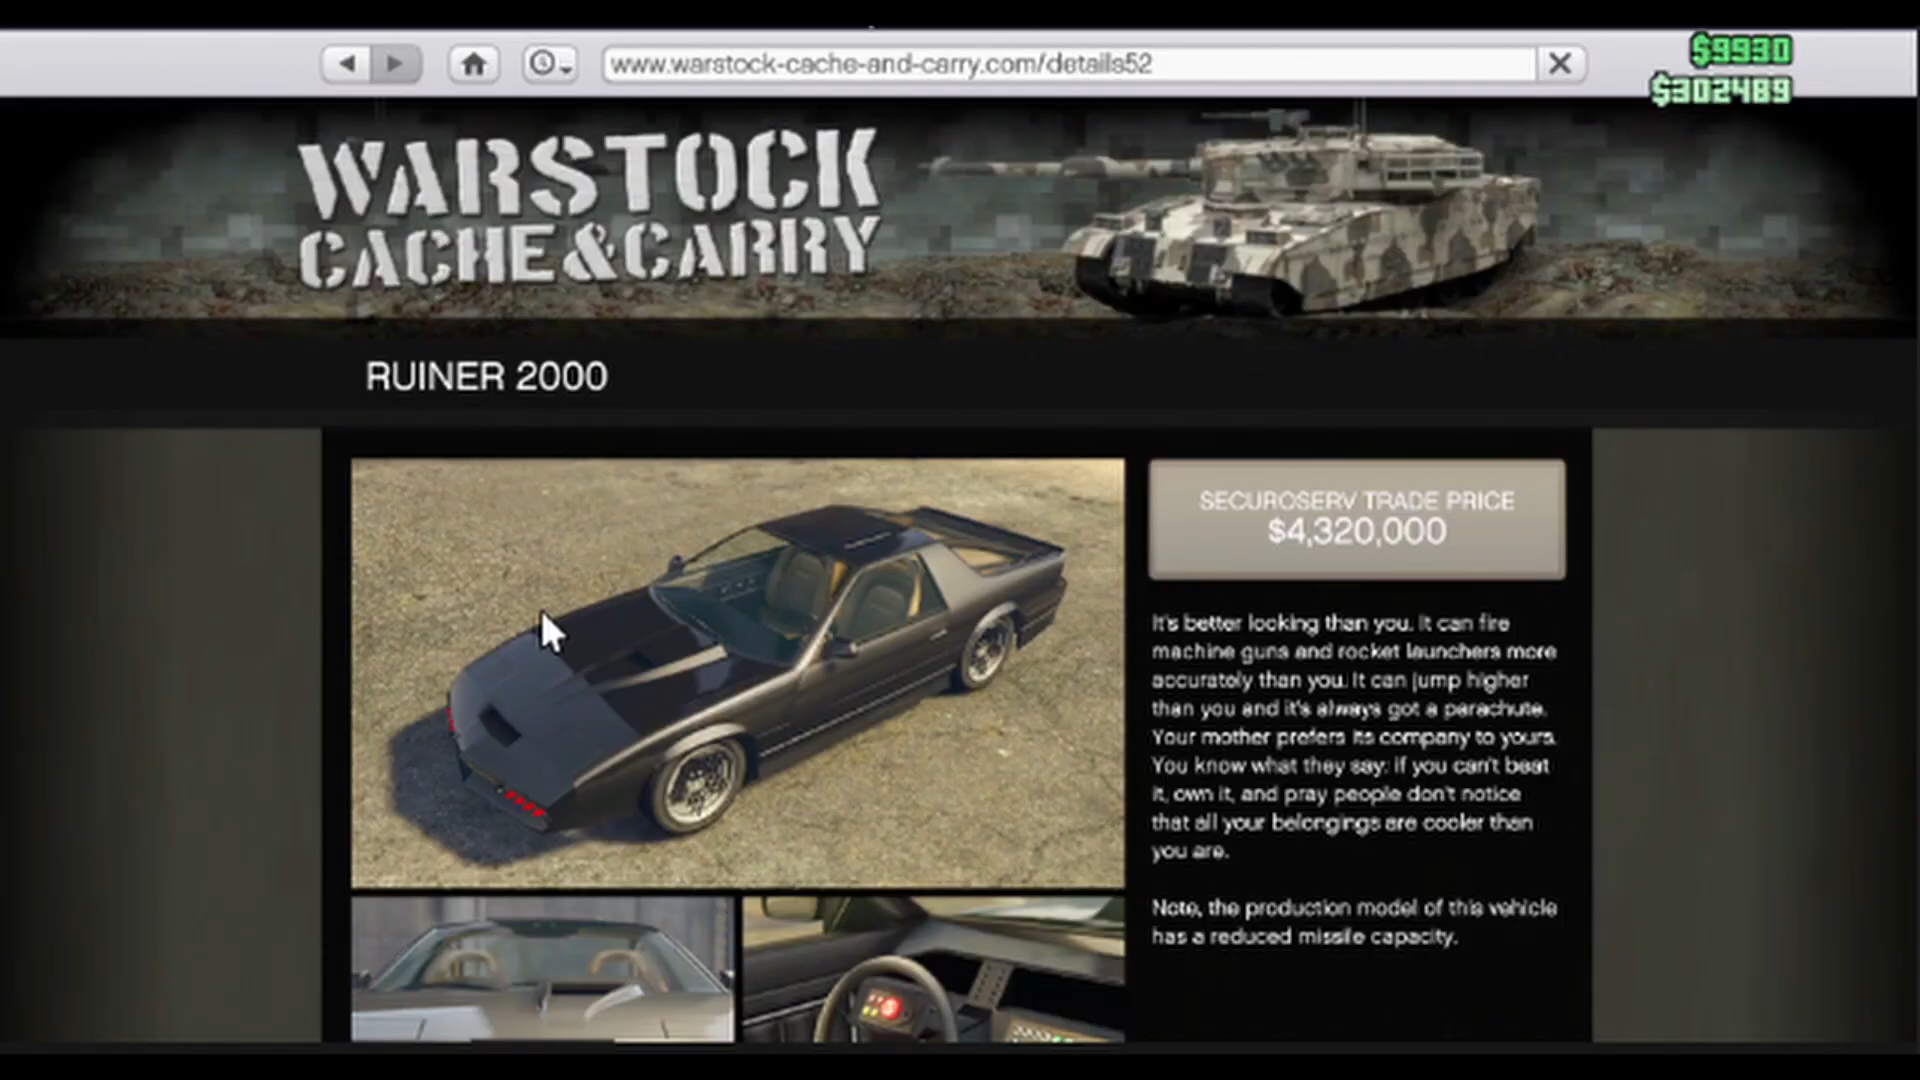 www.warstock-cache-and-carry.com/details52
$9930
$302489
WARSTOCK
CACHE&CARRY
RUINER 2000
SECUROSERV TRADE PRICE
$4,320,000
It's better looking than you. It can fire
machine guns and rocket launchers more
accurately than you. It can jump higher
than you and it's always got a parachute.
Your mother prefers its company to yours.
You know what they say: if you can't beat
it, own it, and pray people don't notice
that all your belongings are cooler than
you are.
Note, the production model of this vehicle
has a reduced missile capacity.